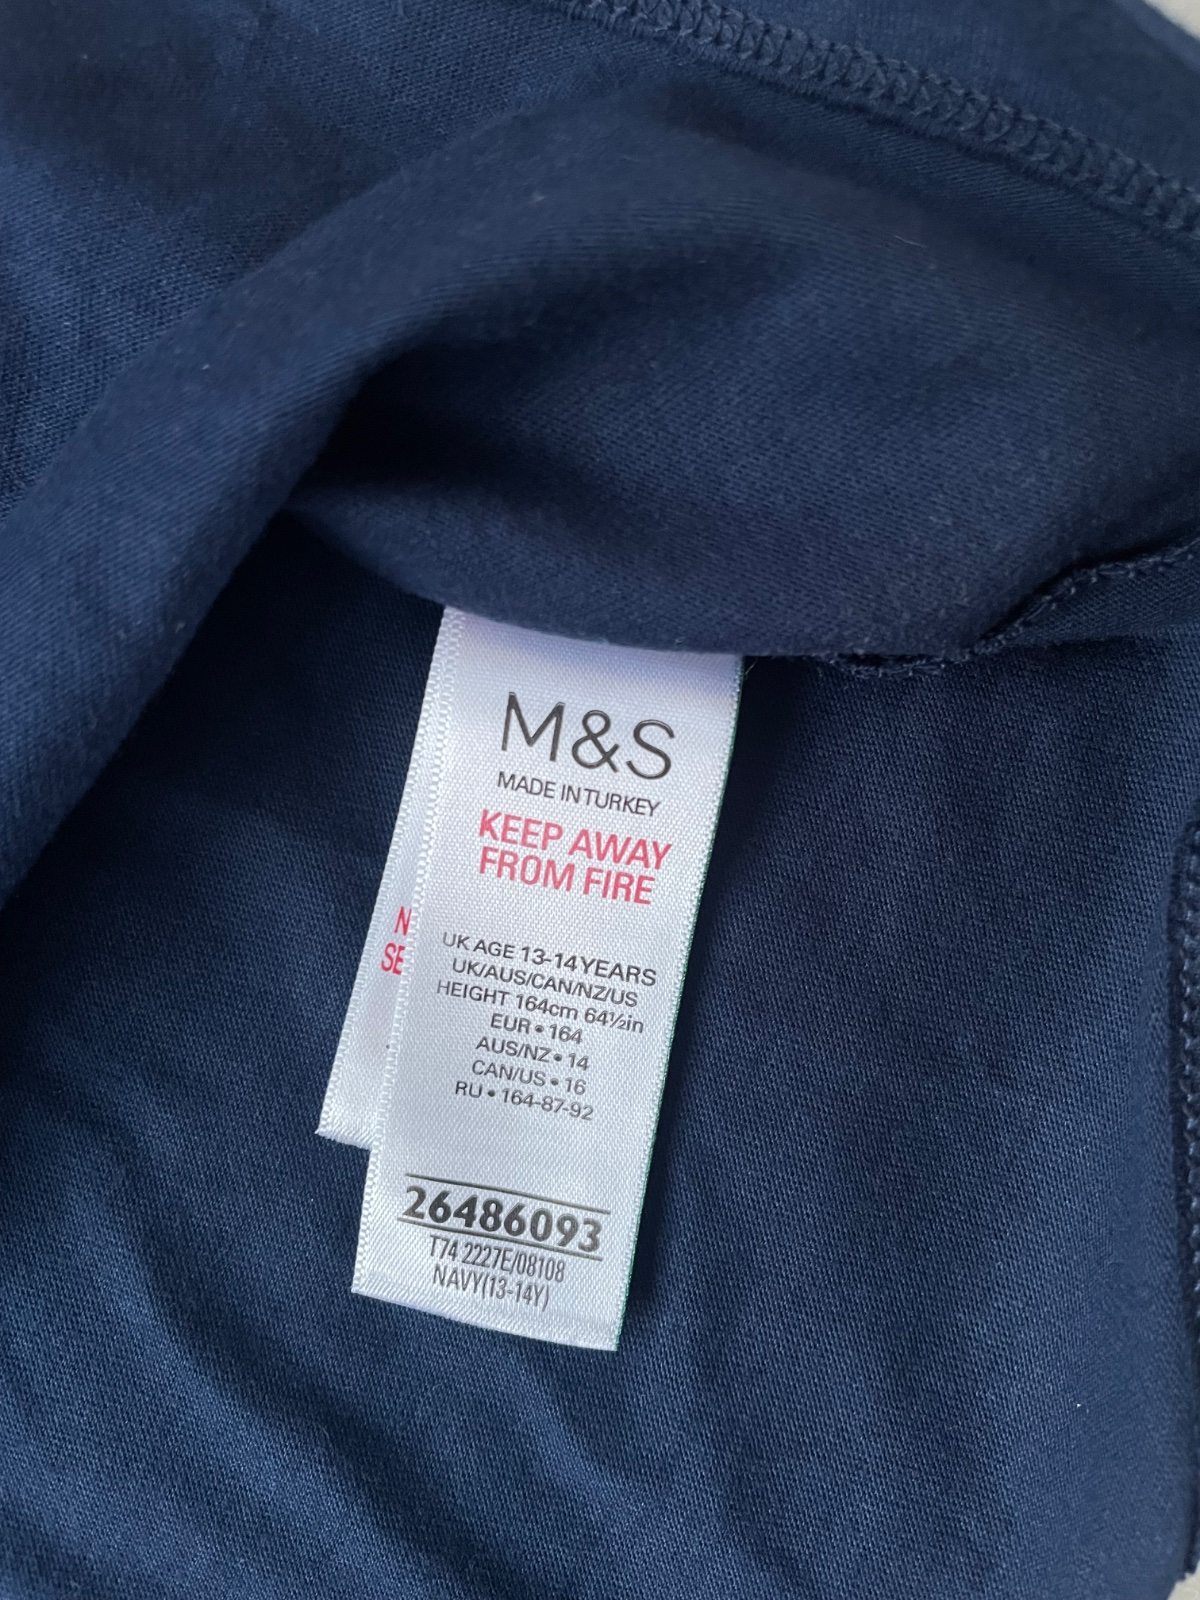 M&S
MADE IN TURKEY
KEEP AWAY
FROM FIRE
UK AGE 13-14 YEARS
UK/AUS/CAN/NZ/US
HEIGHT 164cm 64½in
EUR • 164
AUS/NZ • 14
CAN/US • 16
RU • 164-87-92
26486093
T74 2227E/08108
NAVY(13-14Y)